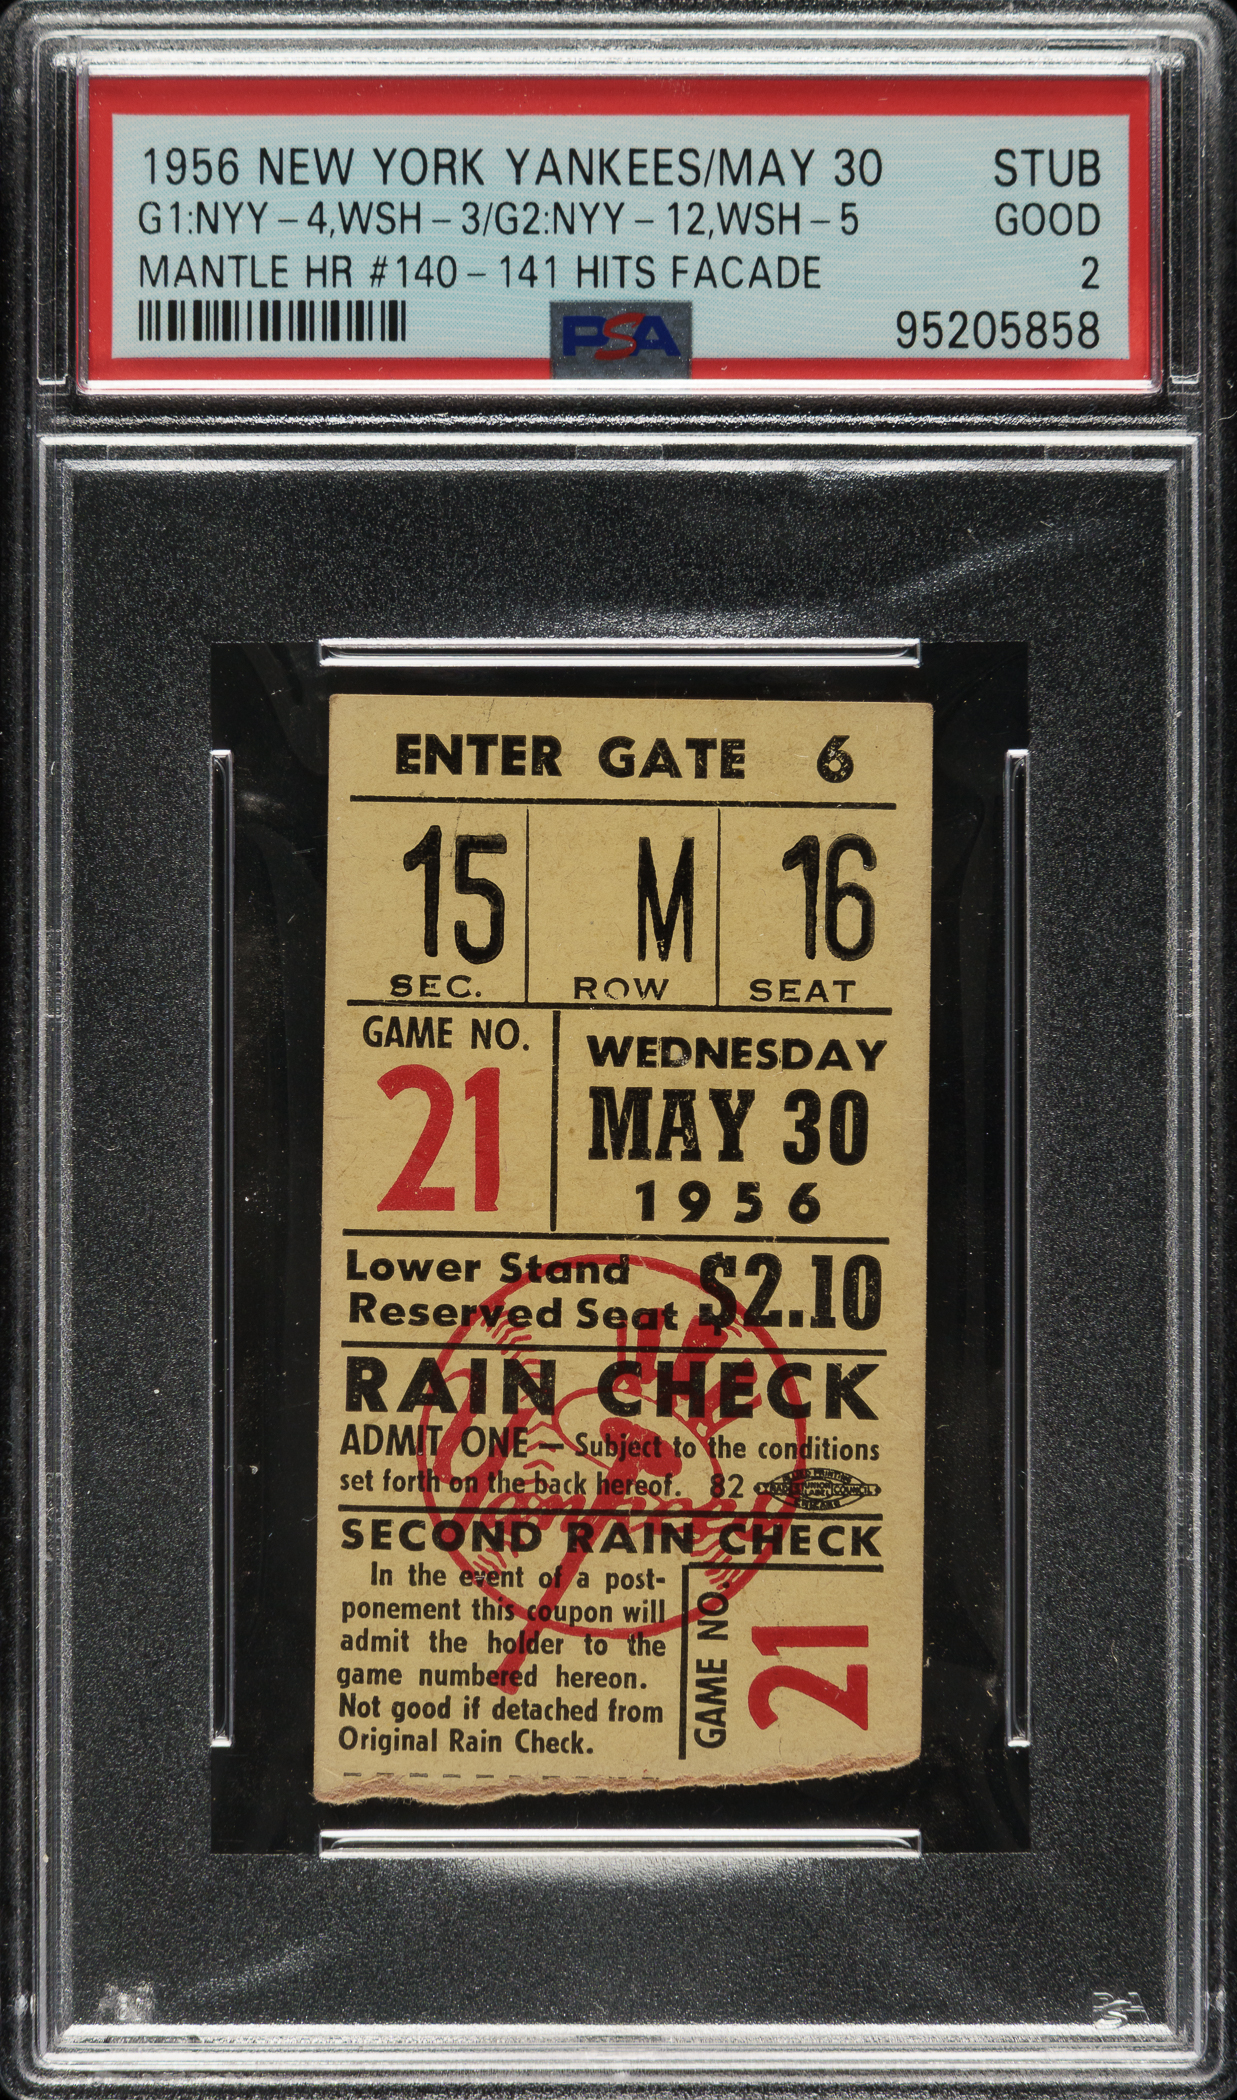 1956 NEW YORK YANKEES/MAY 30 STUB
G1:NYY-4,WSH-3/G2:NYY-12,WSH-5 GOOD
MANTLE HR #140-141 HITS FACADE 2
PSA 95205858
ENTER GATE 6
15 M 16
SEC. ROW SEAT
GAME NO. 21
WEDNESDAY
MAY 30
1956
Lower Stand
Reserved Seat $2.10
RAIN CHECK
ADMIT ONE — Subject to the conditions
set forth on the back hereof. 82
Yankees
SECOND RAIN CHECK
In the event of a post-
ponement this coupon will
admit the holder to the
game numbered hereon.
Not good if detached from
Original Rain Check.
GAME NO. 21
PSA